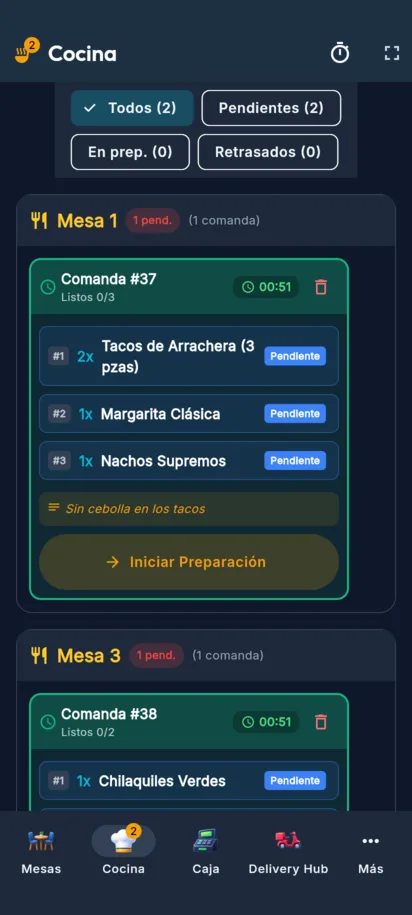 2
Cocina
Todos (2)
Pendientes (2)
En prep. (0)
Retrasados (0)
Mesa 1
1 pend.
(1 comanda)
Comanda #37
Listos 0/3
00:51
#1
2x
Tacos de Arrachera (3
pzas)
Pendiente
#2
1x
Margarita Clásica
Pendiente
#3
1x
Nachos Supremos
Pendiente
Sin cebolla en los tacos
Iniciar Preparación
Mesa 3
1 pend.
(1 comanda)
Comanda #38
Listos 0/2
00:51
#1
1x
Chilaquiles Verdes
Pendiente
2
Mesas
Cocina
Caja
Delivery Hub
Más